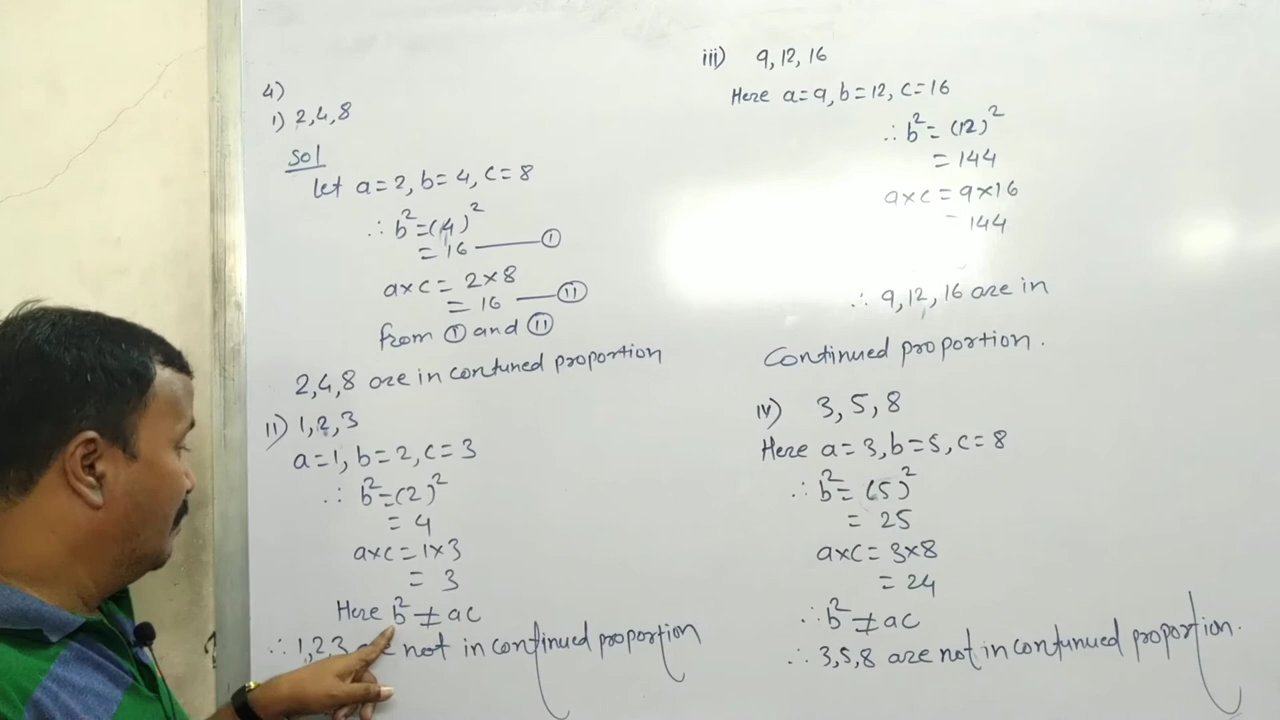 4)
i) 2,4,8
Sol
let a=2, b=4, c=8
∴ b²=(4)²
= 16 —— Ⓘ
a×c = 2×8
= 16 —— ⓘⓘ
from Ⓘ and ⓘⓘ
2,4,8 are in contuned proportion
ii) 1,2,3
a=1, b=2, c=3
∴ b²=(2)²
= 4
a×c = 1×3
= 3
Here b² ≠ ac
∴ 1,2,3 are not in continued proportion
iii) 9,12,16
Here a=9, b=12, c=16
∴ b² = (12)²
= 144
a×c = 9×16
= 144
∴ 9,12,16 are in
Continued proportion.
iv) 3,5,8
Here a=3, b=5, c=8
∴ b² = (5)²
= 25
a×c = 3×8
= 24
∴ b² ≠ ac
∴ 3,5,8 are not in contunued proportion.